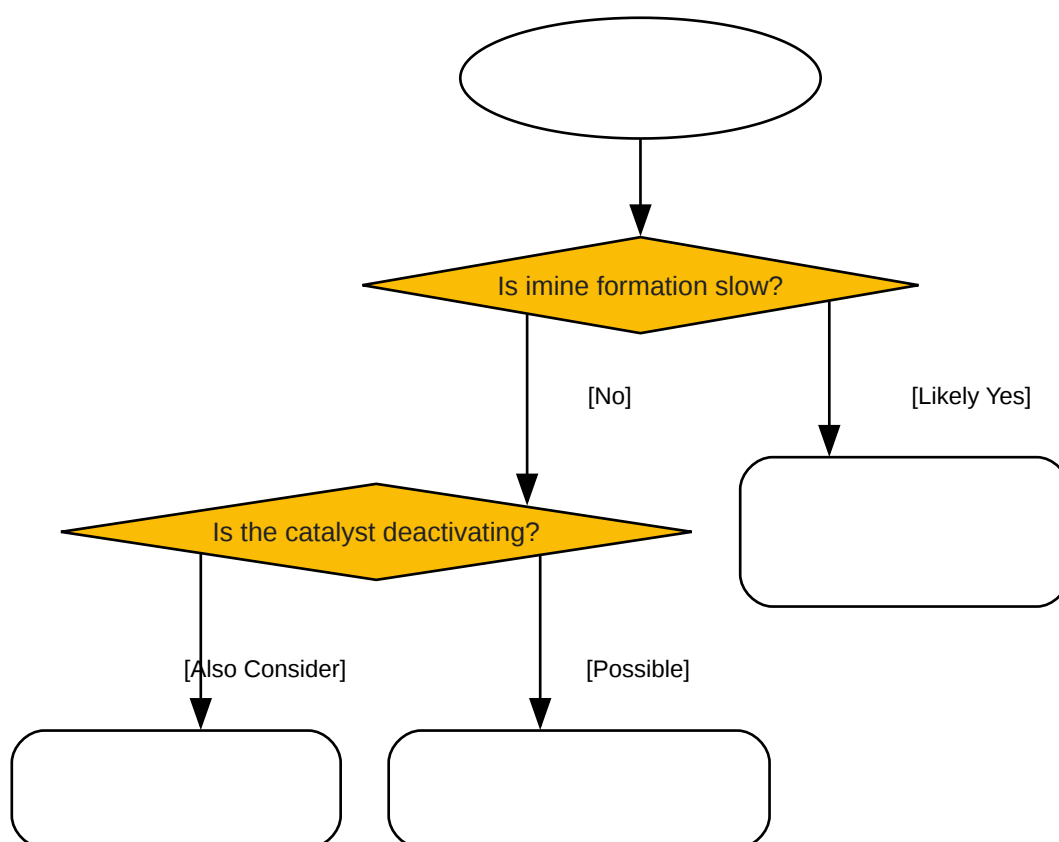 Is imine formation slow?
[No]
[Likely Yes]
Is the catalyst deactivating?
[Also Consider]
[Possible]